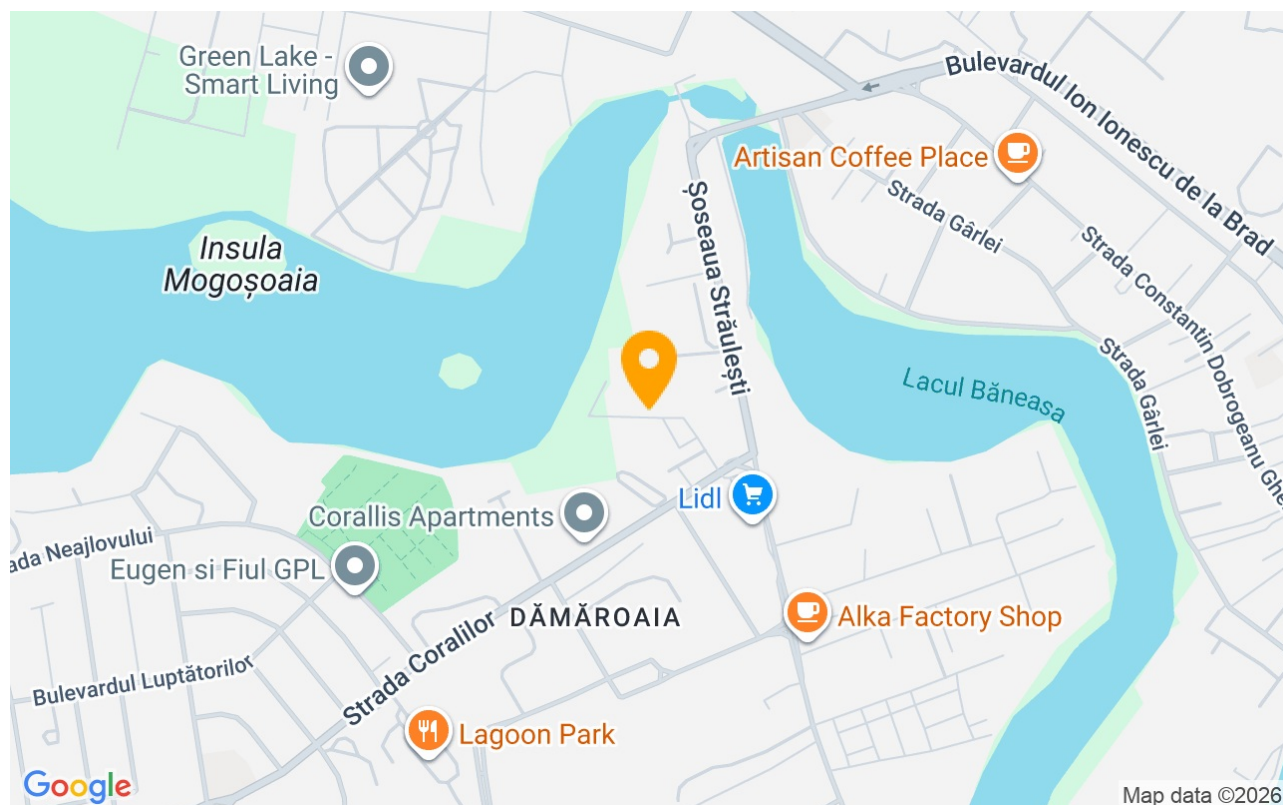 Green Lake -
Smart Living
Bulevardul Ion Ionescu de la Brad
Artisan Coffee Place
Strada Gârlei
Șoseaua Străulești
Strada Constantin Dobrogeanu Ghe
Insula
Mogoșoaia
Strada Gârlei
Lacul Băneasa
Lidl
Corallis Apartments
ada Neajlovului
Eugen si Fiul GPL
DĂMĂROAIA
Alka Factory Shop
Strada Coralilor
Bulevardul Luptătorilor
Lagoon Park
Google
Map data ©2026